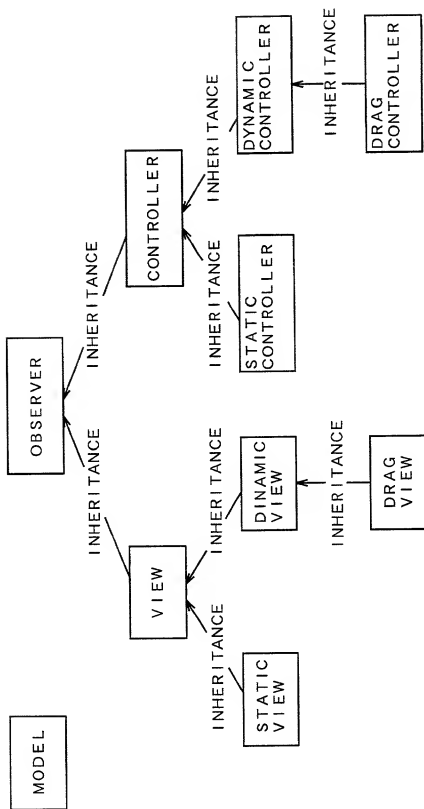 MODEL
OBSERVER
INHERITANCE
INHERITANCE
VIEW
CONTROLLER
INHERITANCE
INHERITANCE
INHERITANCE
INHERITANCE
STATIC
VIEW
DINAMIC
VIEW
STATIC
CONTROLLER
DYNAMIC
CONTROLLER
INHERITANCE
INHERITANCE
DRAG
VIEW
DRAG
CONTROLLER